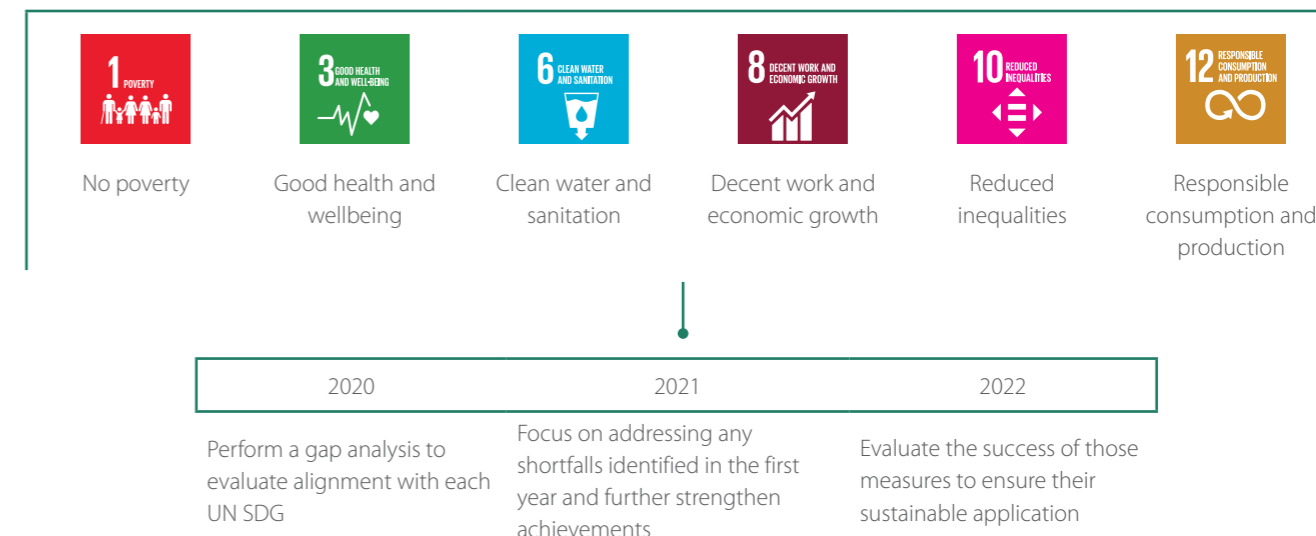 1 POVERTY
3 GOOD HEALTH
AND WELL-BEING
6 CLEAN WATER
AND SANITATION
8 DECENT WORK AND
ECONOMIC GROWTH
10 REDUCED
INEQUALITIES
12 RESPONSIBLE
CONSUMPTION
AND PRODUCTION
No poverty
Good health and
wellbeing
Clean water and
sanitation
Decent work and
economic growth
Reduced
inequalities
Responsible
consumption and
production
2020
2021
2022
Perform a gap analysis to
evaluate alignment with each
UN SDG
Focus on addressing any
shortfalls identified in the first
year and further strengthen
achievements
Evaluate the success of those
measures to ensure their
sustainable application